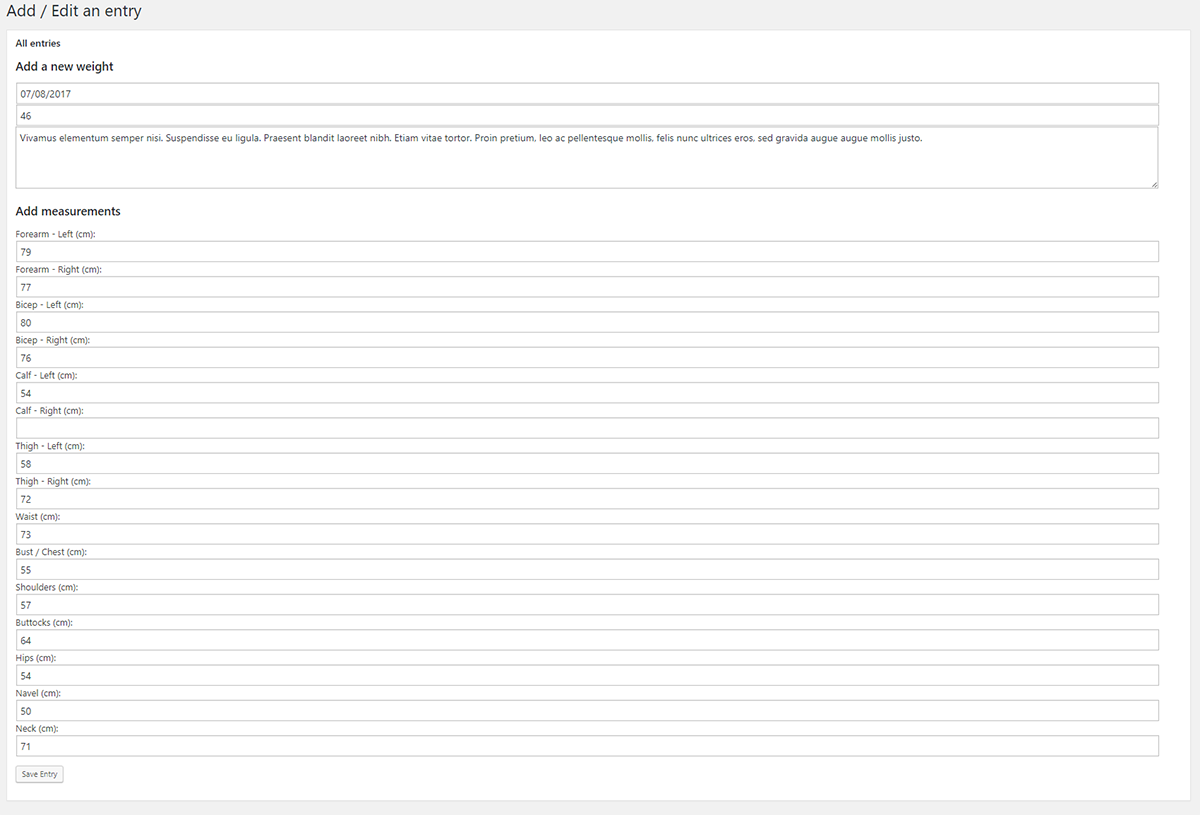 Add / Edit an entry
All entries
Add a new weight
07/08/2017
46
Vivamus elementum semper nisi. Suspendisse eu ligula. Praesent blandit laoreet nibh. Etiam vitae tortor. Proin pretium, leo ac pellentesque mollis, felis nunc ultrices eros, sed gravida augue augue mollis justo.
Add measurements
Forearm - Left (cm):
79
Forearm - Right (cm):
77
Bicep - Left (cm):
80
Bicep - Right (cm):
76
Calf - Left (cm):
54
Calf - Right (cm):
Thigh - Left (cm):
58
Thigh - Right (cm):
72
Waist (cm):
73
Bust / Chest (cm):
55
Shoulders (cm):
57
Buttocks (cm):
64
Hips (cm):
54
Navel (cm):
50
Neck (cm):
71
Save Entry